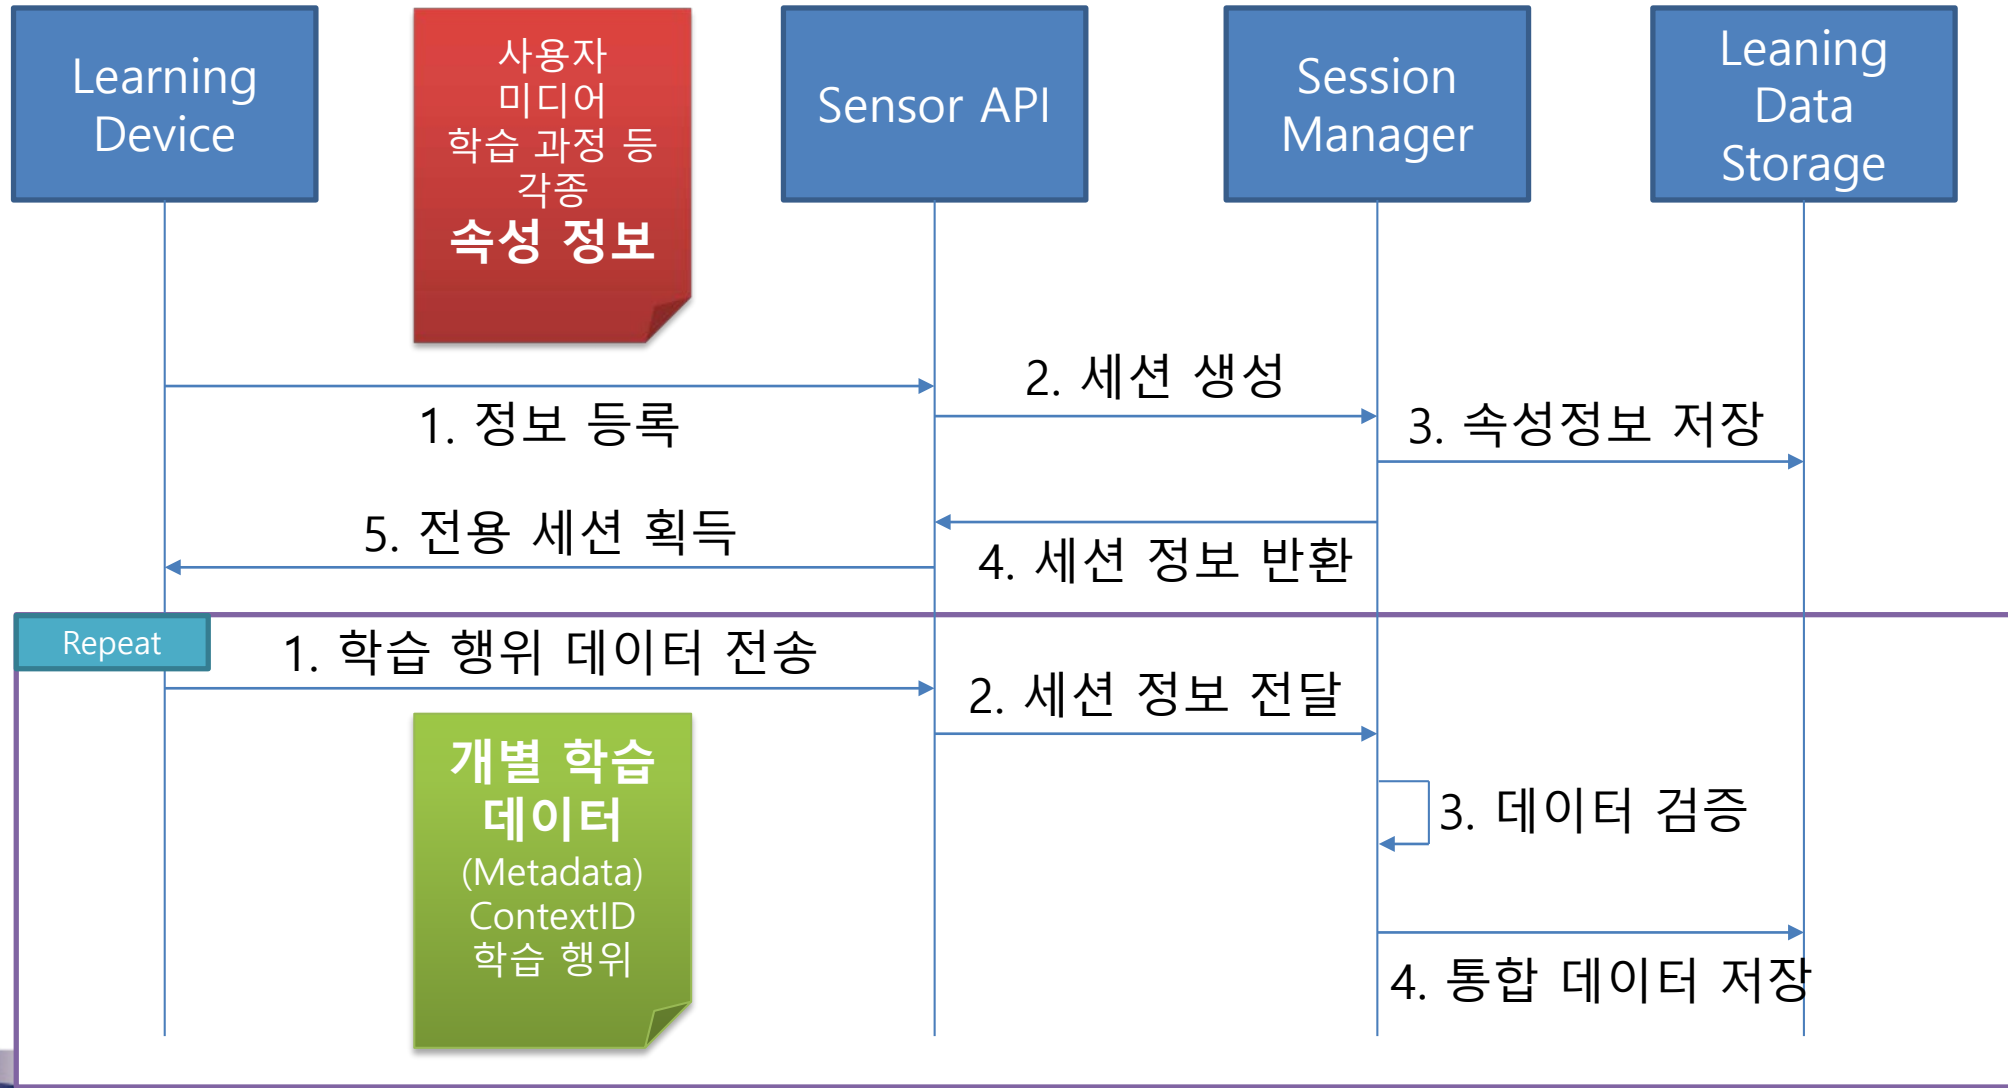 Learning
Device
사용자
미디어
학습 과정 등
각종
속성 정보
Sensor API
Session
Manager
Leaning
Data
Storage
2. 세션 생성
1. 정보 등록
3. 속성정보 저장
5. 전용 세션 획득
4. 세션 정보 반환
Repeat
1. 학습 행위 데이터 전송
2. 세션 정보 전달
개별 학습
데이터
(Metadata)
ContextID
학습 행위
3. 데이터 검증
4. 통합 데이터 저장